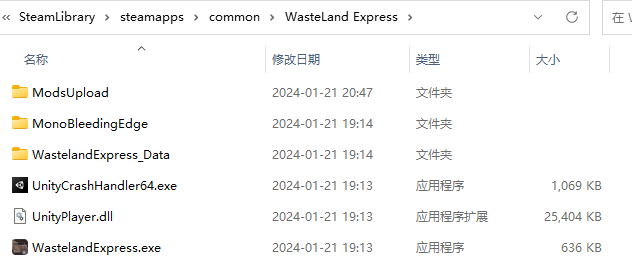 « SteamLibrary › steamapps › common › WasteLand Express › 在
名称 修改日期 类型 大小
ModsUpload 2024-01-21 20:47 文件夹
MonoBleedingEdge 2024-01-21 19:14 文件夹
WastelandExpress_Data 2024-01-21 19:14 文件夹
UnityCrashHandler64.exe 2024-01-21 19:13 应用程序 1,069 KB
UnityPlayer.dll 2024-01-21 19:13 应用程序扩展 25,404 KB
WastelandExpress.exe 2024-01-21 19:13 应用程序 636 KB